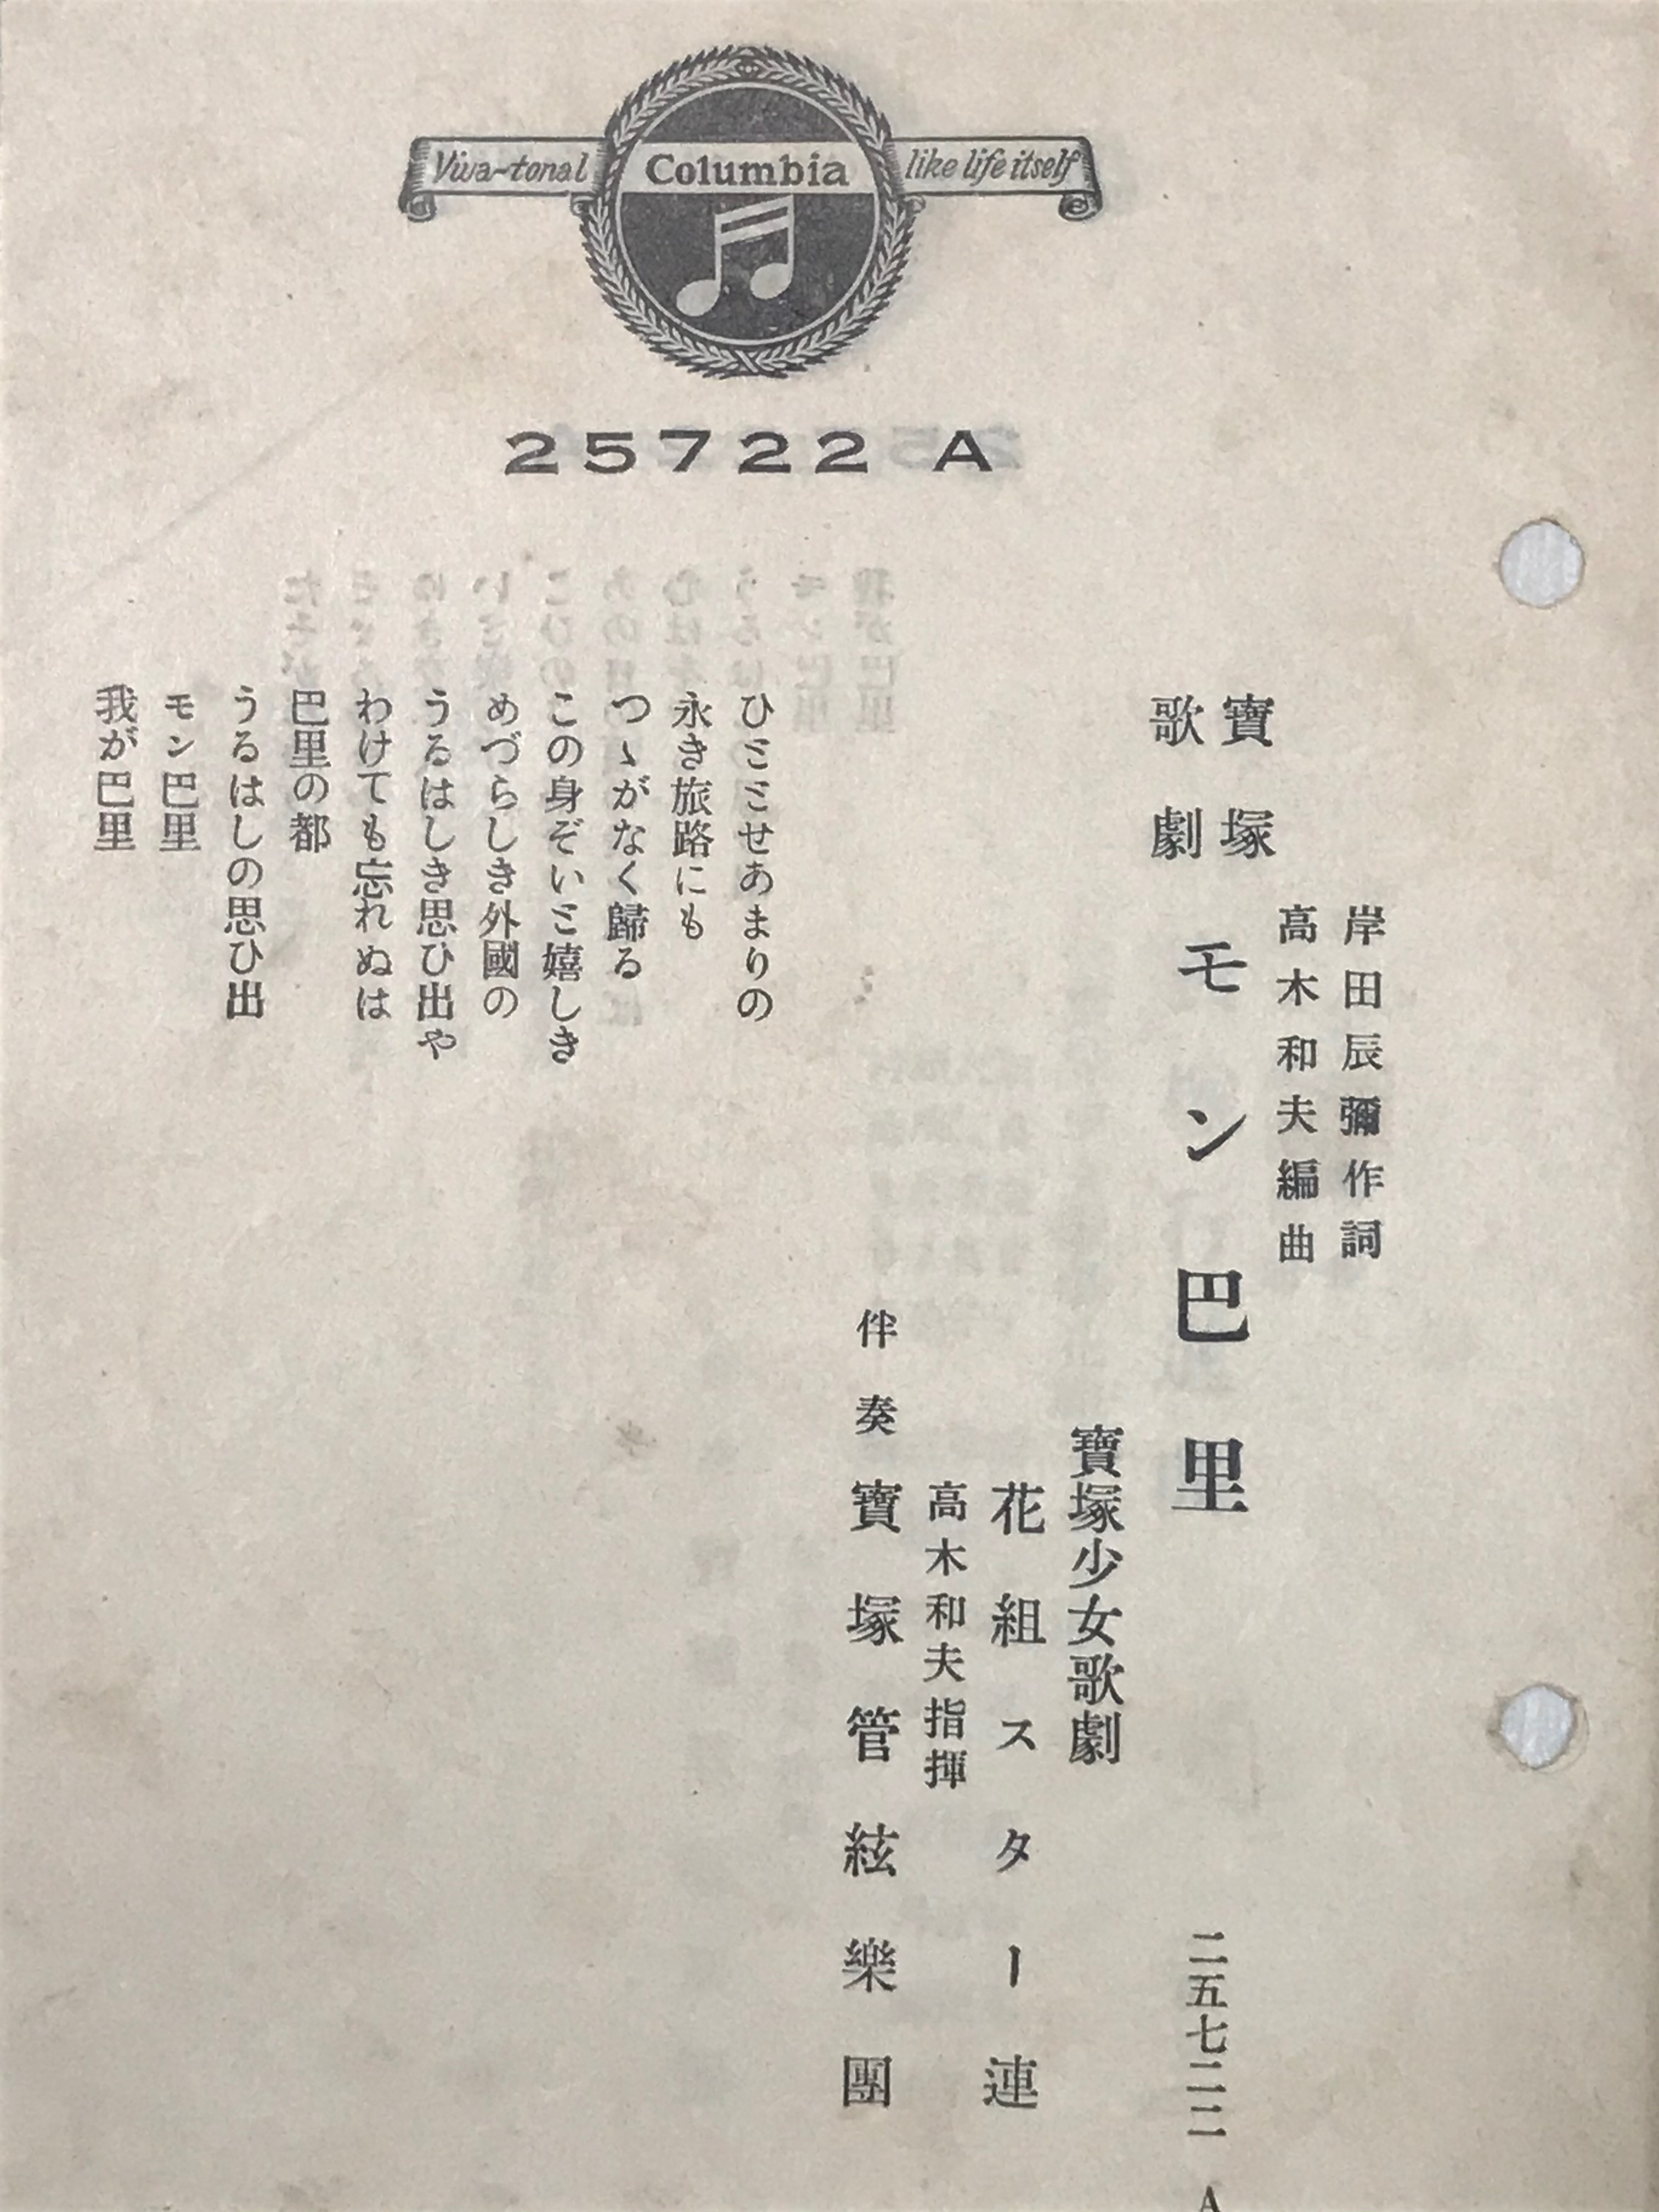 Viva-tonal Columbia like life itself
25722 A
岸田辰彌作詞
高木和夫編曲
寶塚
歌劇
モン巴里
二五七二二 A
寶塚少女歌劇
花組スター連
高木和夫指揮
伴奏 寶塚管絃樂團
ひとゝせあまりの
永き旅路にも
つゝがなく歸る
この身ぞいと嬉しき
めづらしき外國の
うるはしき思ひ出や
わけても忘れぬは
巴里の都
うるはしの思ひ出
モン巴里
我が巴里